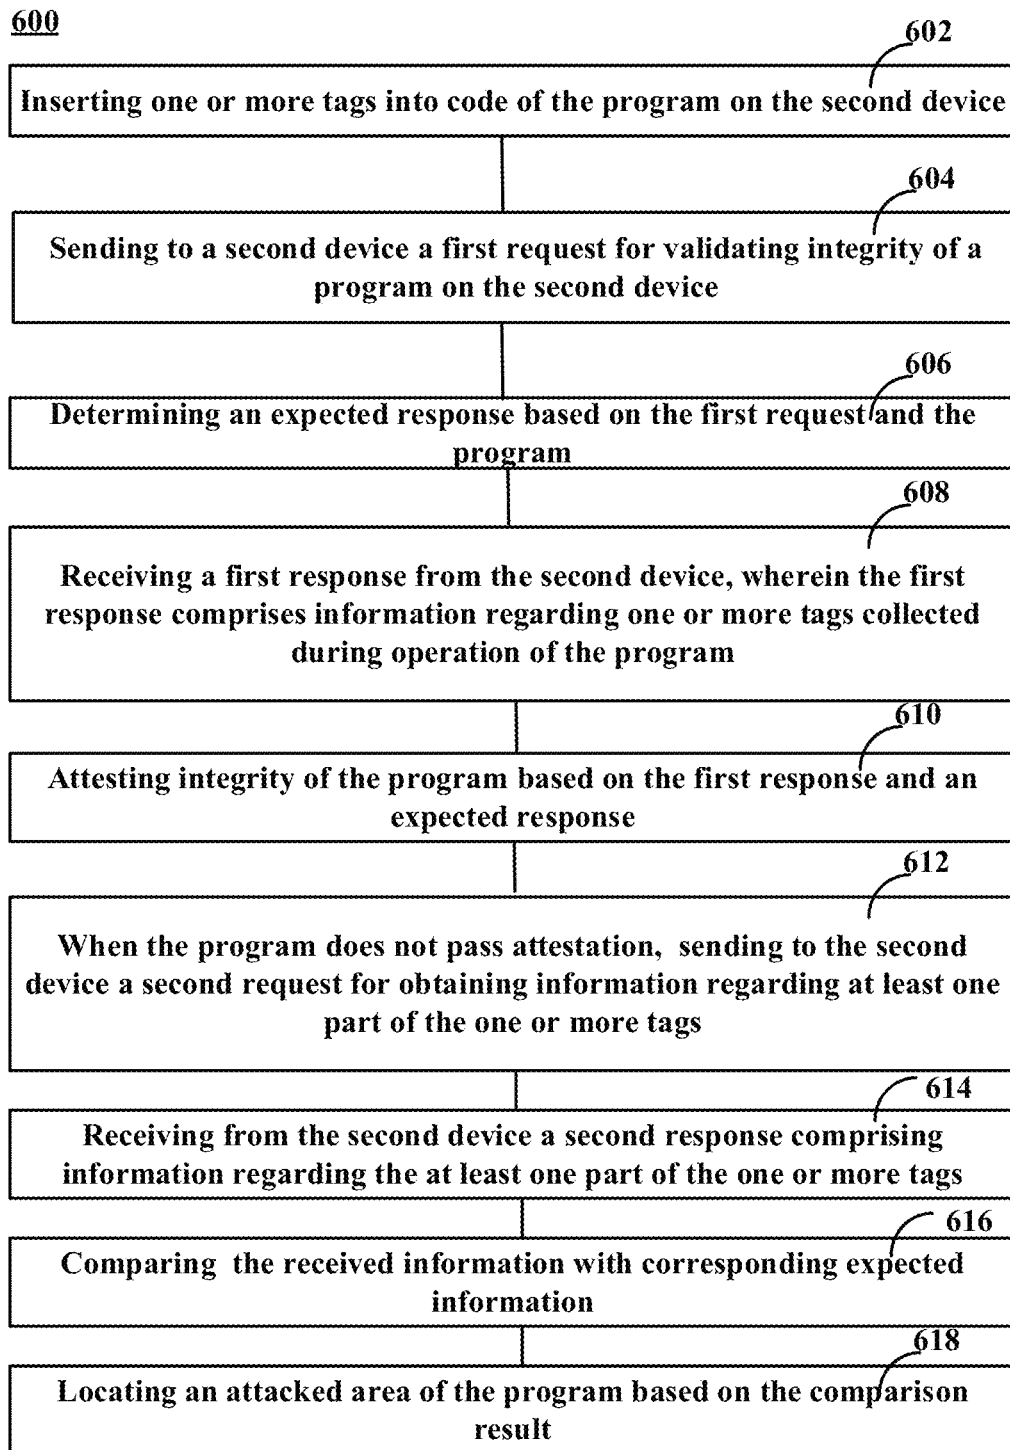 600
602
Inserting one or more tags into code of the program on the second device
604
Sending to a second device a first request for validating integrity of a
program on the second device
606
Determining an expected response based on the first request and the
program
608
Receiving a first response from the second device, wherein the first
response comprises information regarding one or more tags collected
during operation of the program
610
Attesting integrity of the program based on the first response and an
expected response
612
When the program does not pass attestation, sending to the second
device a second request for obtaining information regarding at least one
part of the one or more tags
614
Receiving from the second device a second response comprising
information regarding the at least one part of the one or more tags
616
Comparing the received information with corresponding expected
information
618
Locating an attacked area of the program based on the comparison
result